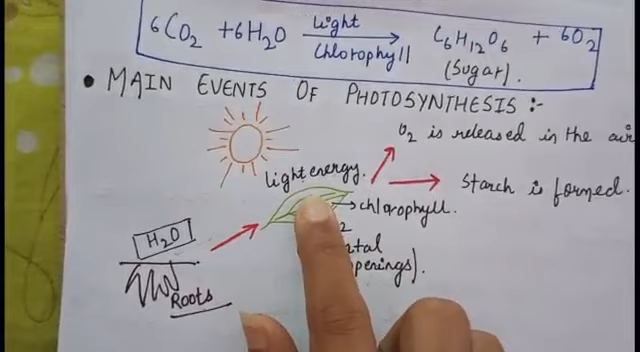 6CO2 + 6H2O Light Chlorophyll C6H12O6 + 6O2
(Sugar).
• MAIN EVENTS OF PHOTOSYNTHESIS :-
O2 is released in the air
Light energy.
Starch is formed.
→chlorophyll.
H2O
Roots